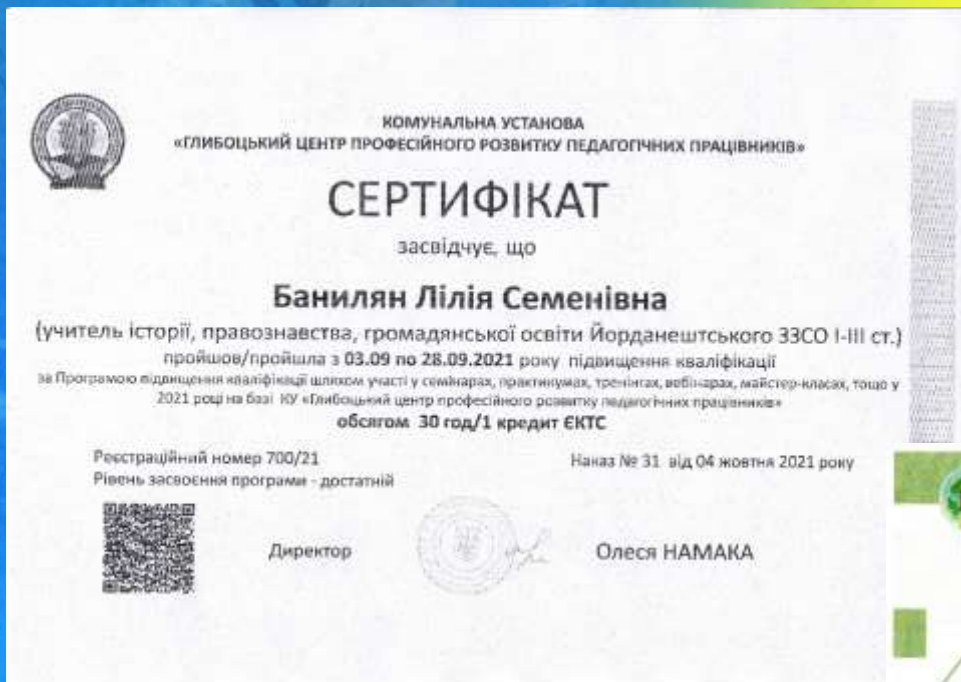 КОМУНАЛЬНА УСТАНОВА
«ГЛИБОЦЬКИЙ ЦЕНТР ПРОФЕСІЙНОГО РОЗВИТКУ ПЕДАГОГІЧНИХ ПРАЦІВНИКІВ»
СЕРТИФІКАТ
засвідчує, що
Банилян Лілія Семенівна
(учитель історії, правознавства, громадянської освіти Йорданештського ЗЗСО І-ІІІ ст.)
пройшов/пройшла з 03.09 по 28.09.2021 року підвищення кваліфікації
за Програмою підвищення кваліфікації шляхом участі у семінарах, практикумах, тренінгах, вебінарах, майстер-класах, тощо у
2021 році на базі КУ «Глибоцький центр професійного розвитку педагогічних працівників»
обсягом 30 год/1 кредит ЄКТС
Реєстраційний номер 700/21
Рівень засвоєння програми - достатній
Наказ № 31 від 04 жовтня 2021 року
Директор
Олеся НАМАКА